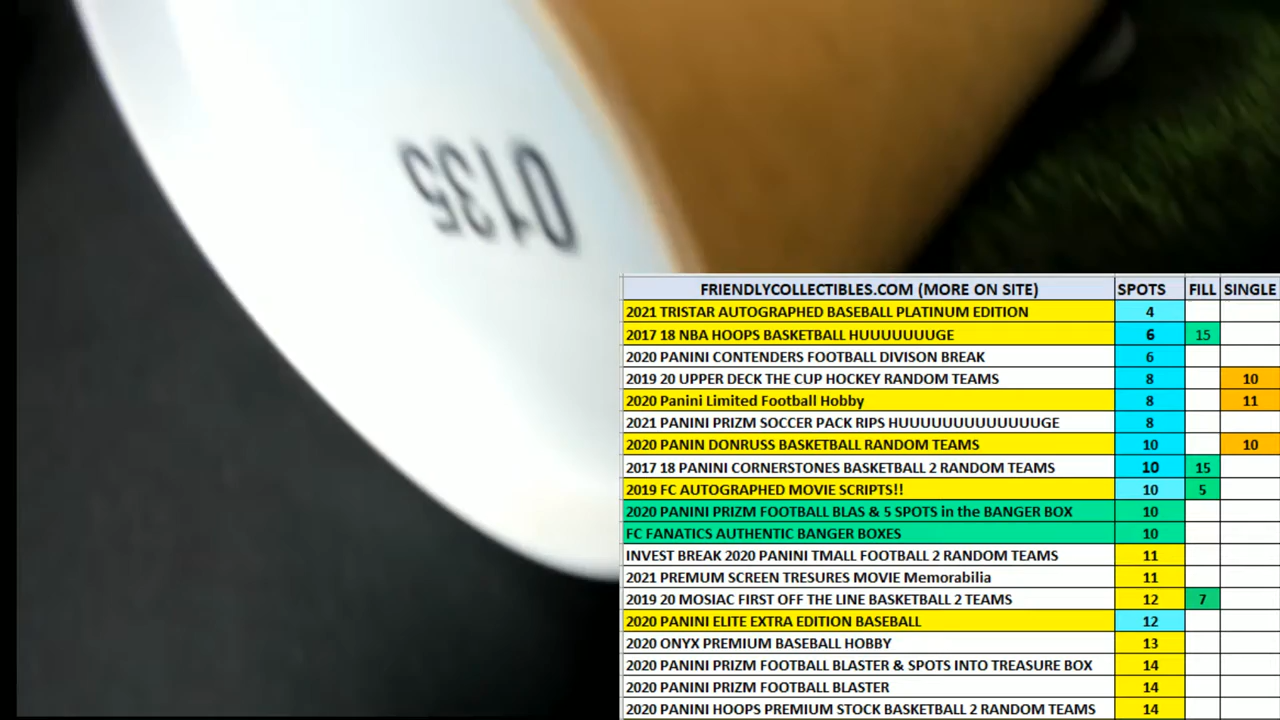 0135
FRIENDLYCOLLECTIBLES.COM (MORE ON SITE) SPOTS FILL SINGLE
2021 TRISTAR AUTOGRAPHED BASEBALL PLATINUM EDITION 4
2017 18 NBA HOOPS BASKETBALL HUUUUUUUGE 6 15
2020 PANINI CONTENDERS FOOTBALL DIVISON BREAK 6
2019 20 UPPER DECK THE CUP HOCKEY RANDOM TEAMS 8 10
2020 Panini Limited Football Hobby 8 11
2021 PANINI PRIZM SOCCER PACK RIPS HUUUUUUUUUUUUUGE 8
2020 PANIN DONRUSS BASKETBALL RANDOM TEAMS 10 10
2017 18 PANINI CORNERSTONES BASKETBALL 2 RANDOM TEAMS 10 15
2019 FC AUTOGRAPHED MOVIE SCRIPTS!! 10 5
2020 PANINI PRIZM FOOTBALL BLAS & 5 SPOTS in the BANGER BOX 10
FC FANATICS AUTHENTIC BANGER BOXES 10
INVEST BREAK 2020 PANINI TMALL FOOTBALL 2 RANDOM TEAMS 11
2021 PREMUM SCREEN TRESURES MOVIE Memorabilia 11
2019 20 MOSIAC FIRST OFF THE LINE BASKETBALL 2 TEAMS 12 7
2020 PANINI ELITE EXTRA EDITION BASEBALL 12
2020 ONYX PREMIUM BASEBALL HOBBY 13
2020 PANINI PRIZM FOOTBALL BLASTER & SPOTS INTO TREASURE BOX 14
2020 PANINI PRIZM FOOTBALL BLASTER 14
2020 PANINI HOOPS PREMIUM STOCK BASKETBALL 2 RANDOM TEAMS 14